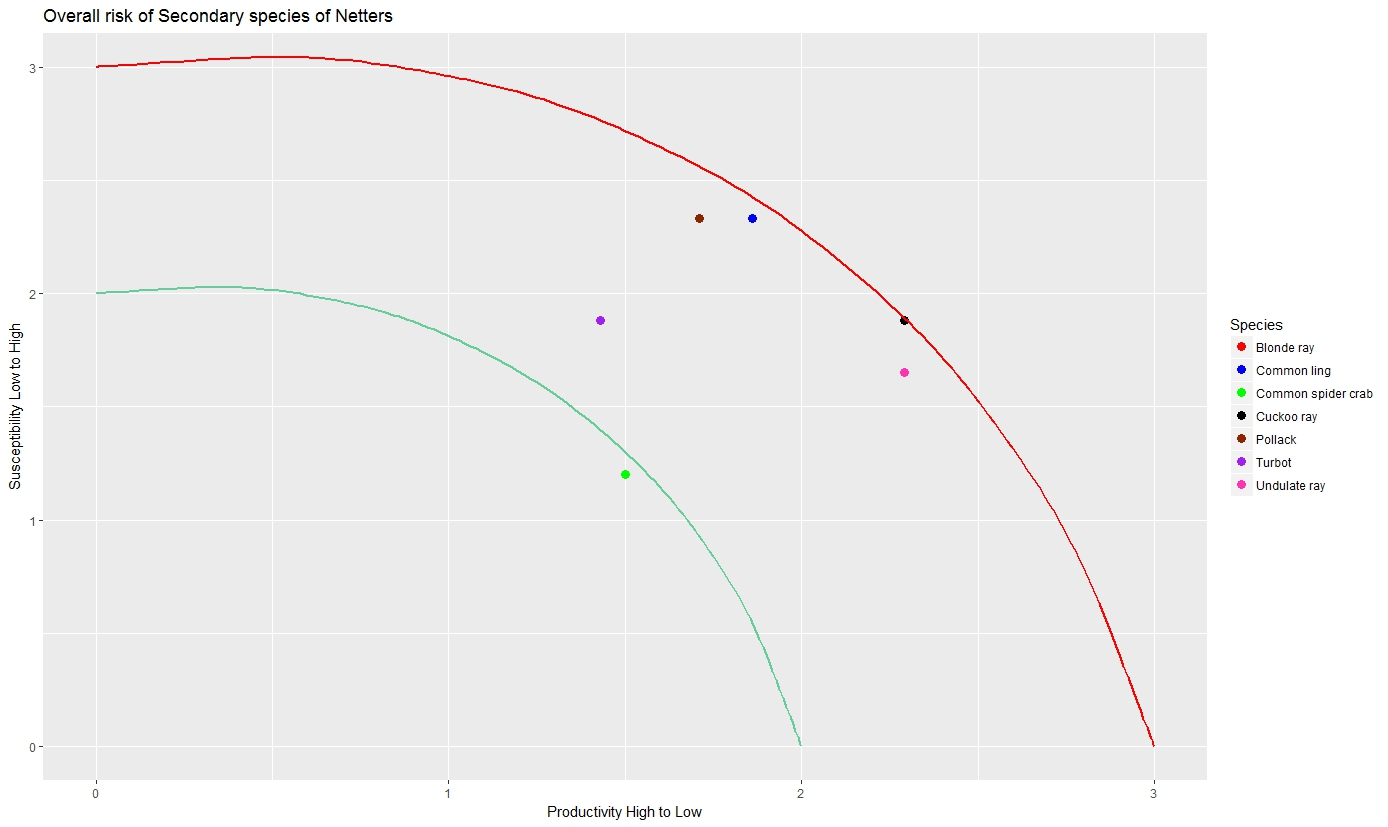 Overall risk of Secondary species of Netters
3
2
1
0
Susceptibility Low to High
0
1
2
3
Productivity High to Low
Species
Blonde ray
Common ling
Common spider crab
Cuckoo ray
Pollack
Turbot
Undulate ray